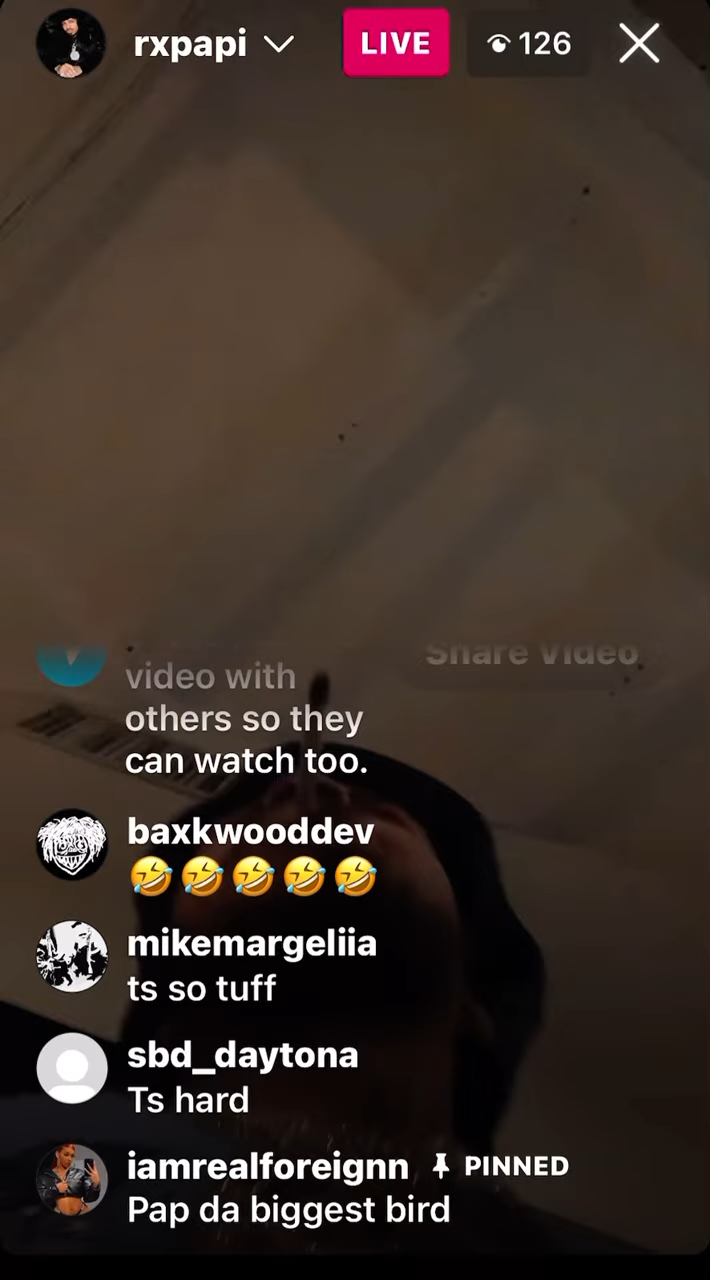 rxpapi
LIVE
126
Share Video
video with
others so they
can watch too.
baxkwooddev
🤣🤣🤣🤣🤣
mikemargeliia
ts so tuff
sbd_daytona
Ts hard
iamrealforeignn PINNED
Pap da biggest bird